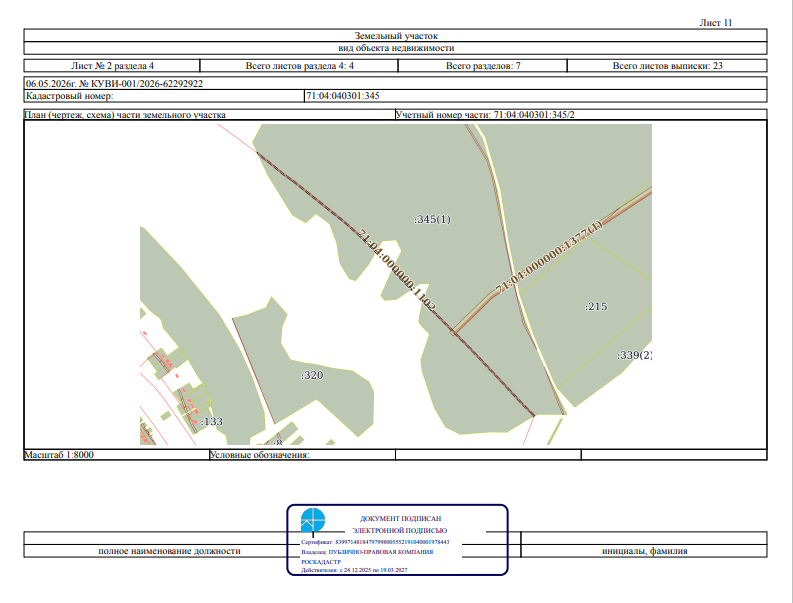 Лист 11
Земельный участок
вид объекта недвижимости
Лист № 2 раздела 4 Всего листов раздела 4: 4 Всего разделов: 7 Всего листов выписки: 23
06.05.2026г. № КУВИ-001/2026-62292922
Кадастровый номер: 71:04:040301:345
План (чертеж, схема) части земельного участка Учетный номер части: 71:04:040301:345/2
:345(1)
71:04:000000:1102
71:04:000000:1377(1)
:215
:339(2)
:320
:133
:8
Масштаб 1:8000 Условные обозначения:
ДОКУМЕНТ ПОДПИСАН
ЭЛЕКТРОННОЙ ПОДПИСЬЮ
Сертификат:
Владелец: ПУБЛИЧНО-ПРАВОВАЯ КОМПАНИЯ
РОСКАДАСТР
Действителен: с 24.12.2025 по 19.03.2027
полное наименование должности инициалы, фамилия